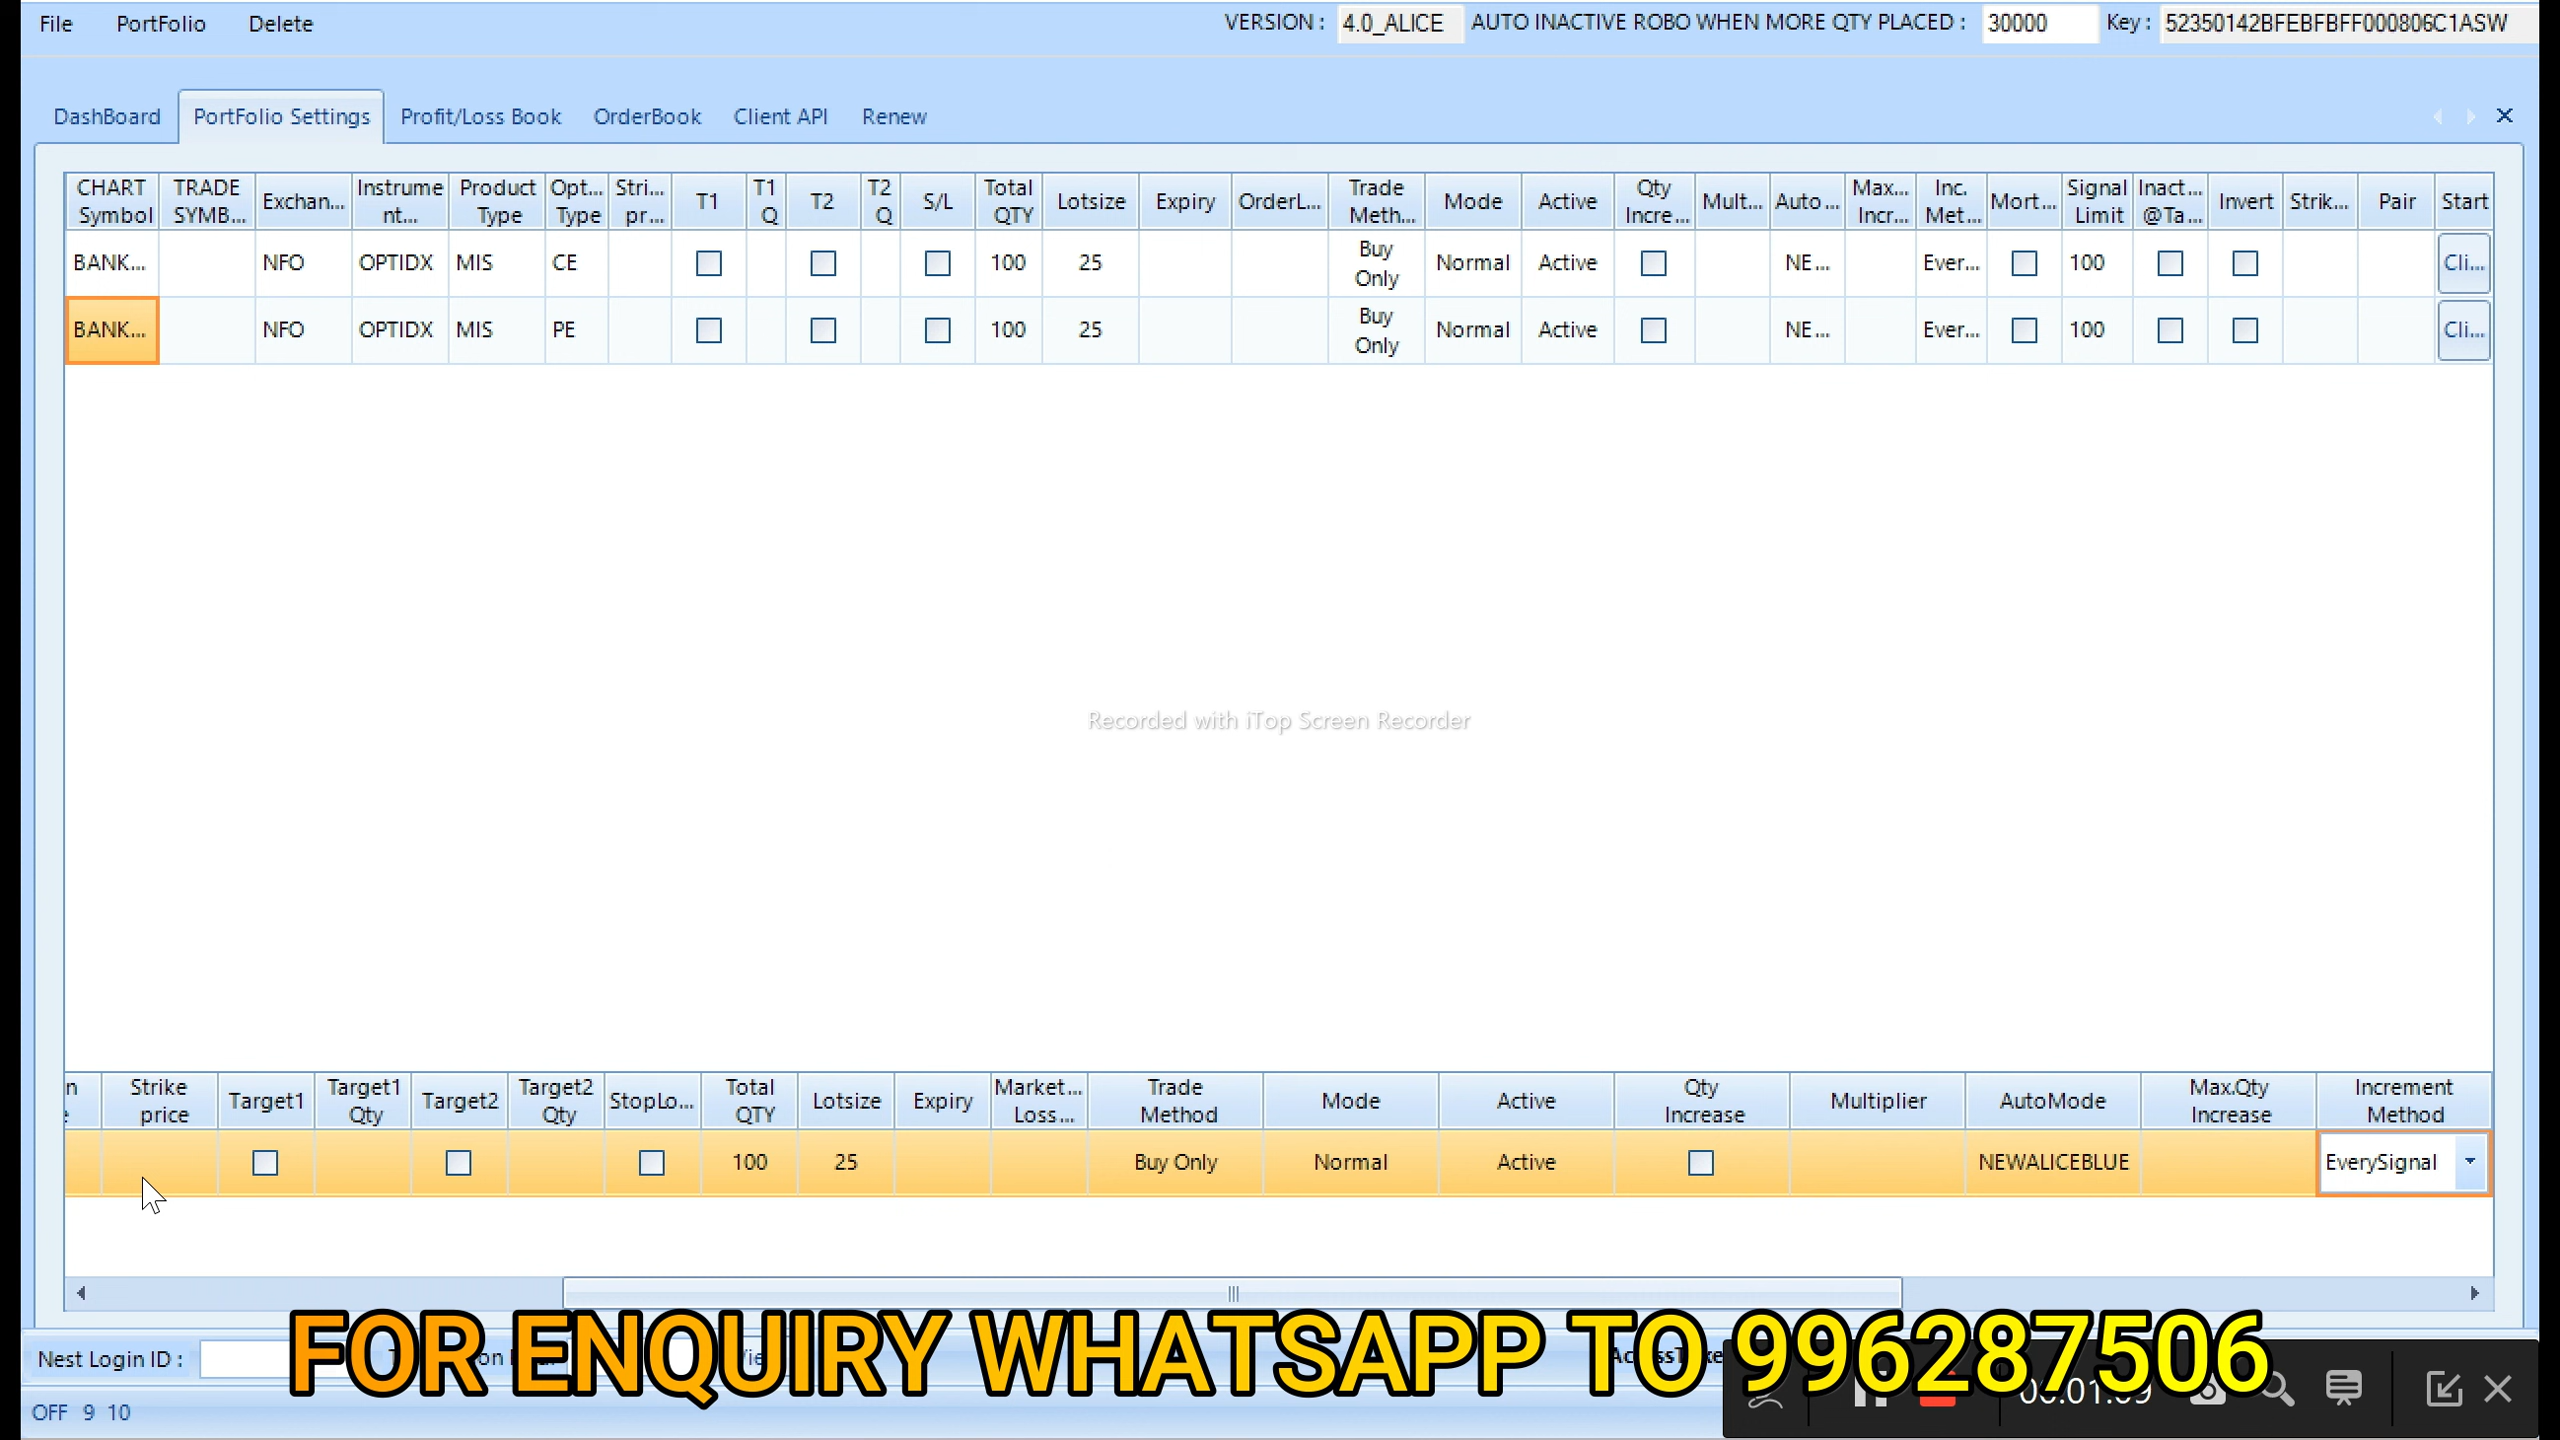 File PortFolio Delete VERSION : 4.0_ALICE AUTO INACTIVE ROBO WHEN MORE QTY PLACED : 30000 Key : 52350142BFEBFBFF000806C1ASW
DashBoard PortFolio Settings Profit/Loss Book OrderBook Client API Renew
CHART Symbol TRADE SYMB... Exchan... Instrume nt... Product Type Opt... Type Stri... pr... T1 T1 Q T2 T2 Q S/L Total QTY Lotsize Expiry OrderL... Trade Meth... Mode Active Qty Incre... Mult... Auto... Max... Incr... Inc. Met... Mort... Signal Limit Inact... @Ta... Invert Strik... Pair Start
BANK... NFO OPTIDX MIS CE 100 25 Buy Only Normal Active NE... Ever... 100 Cli...
BANK... NFO OPTIDX MIS PE 100 25 Buy Only Normal Active NE... Ever... 100 Cli...
Recorded with iTop Screen Recorder
Strike price Target1 Target1 Qty Target2 Target2 Qty StopLo... Total QTY Lotsize Expiry Market... Loss... Trade Method Mode Active Qty Increase Multiplier AutoMode Max.Qty Increase Increment Method
100 25 Buy Only Normal Active NEWALICEBLUE EverySignal
FOR ENQUIRY WHATSAPP TO 996287506
Nest Login ID :
OFF 9 10